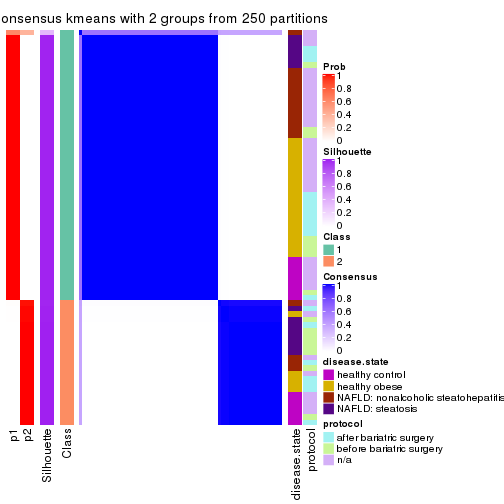 onsensus kmeans with 2 groups from 250 partitions
Prob
1
0.8
0.6
0.4
0.2
0
Silhouette
1
0.8
0.6
0.4
0.2
0
Class
1
2
Consensus
1
0.8
0.6
0.4
0.2
0
disease.state
healthy control
healthy obese
NAFLD: nonalcoholic steatohepatitis
NAFLD: steatosis
protocol
after bariatric surgery
before bariatric surgery
n/a
p1
p2
Silhouette
Class
disease.state
protocol